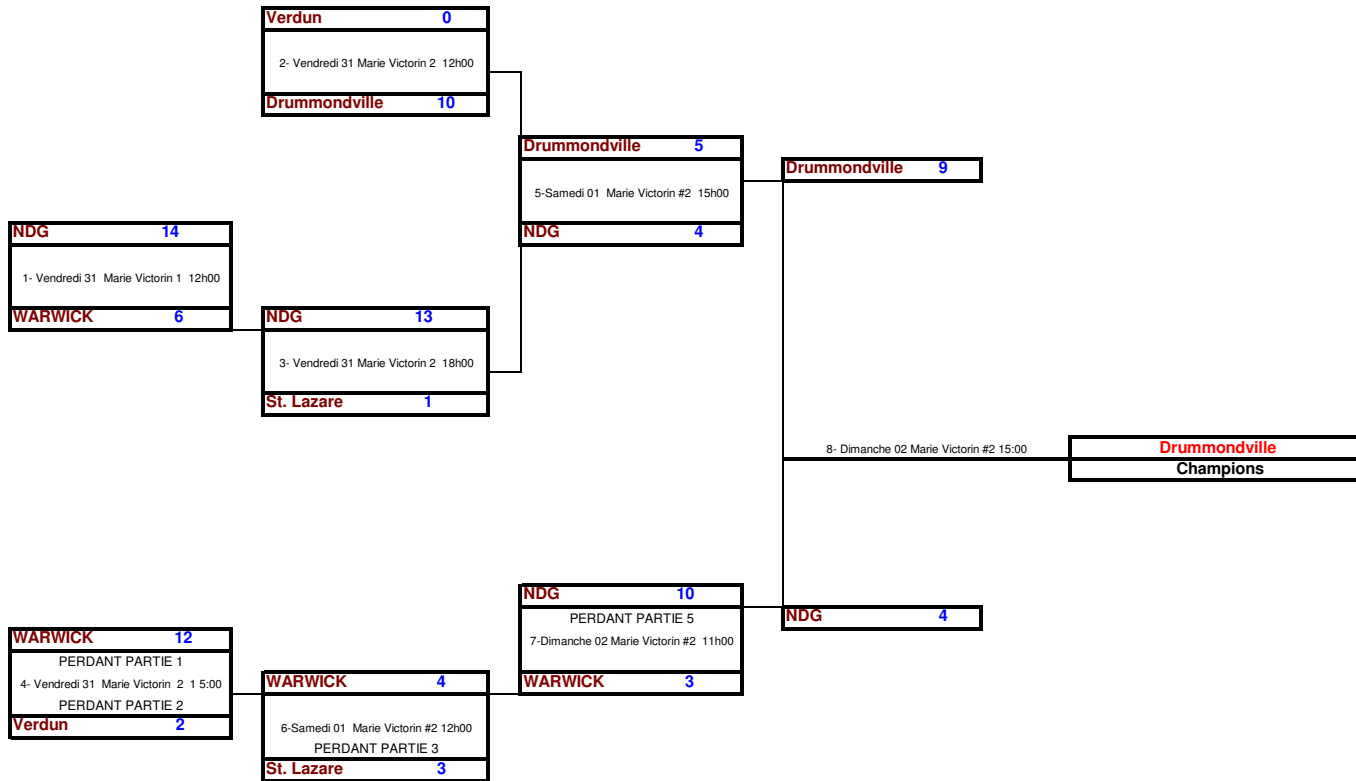 Verdun 0
2- Vendredi 31 Marie Victorin 2 12h00
Drummondville 10
Drummondville 5
5-Samedi 01 Marie Victorin #2 15h00
NDG 4
Drummondville 9
NDG 14
1- Vendredi 31 Marie Victorin 1 12h00
WARWICK 6
NDG 13
3- Vendredi 31 Marie Victorin 2 18h00
St. Lazare 1
8- Dimanche 02 Marie Victorin #2 15:00
Drummondville
Champions
NDG 10
PERDANT PARTIE 5
7-Dimanche 02 Marie Victorin #2 11h00
WARWICK 3
NDG 4
WARWICK 12
PERDANT PARTIE 1
4- Vendredi 31 Marie Victorin 2 1 5:00
PERDANT PARTIE 2
Verdun 2
WARWICK 4
6-Samedi 01 Marie Victorin #2 12h00
PERDANT PARTIE 3
St. Lazare 3